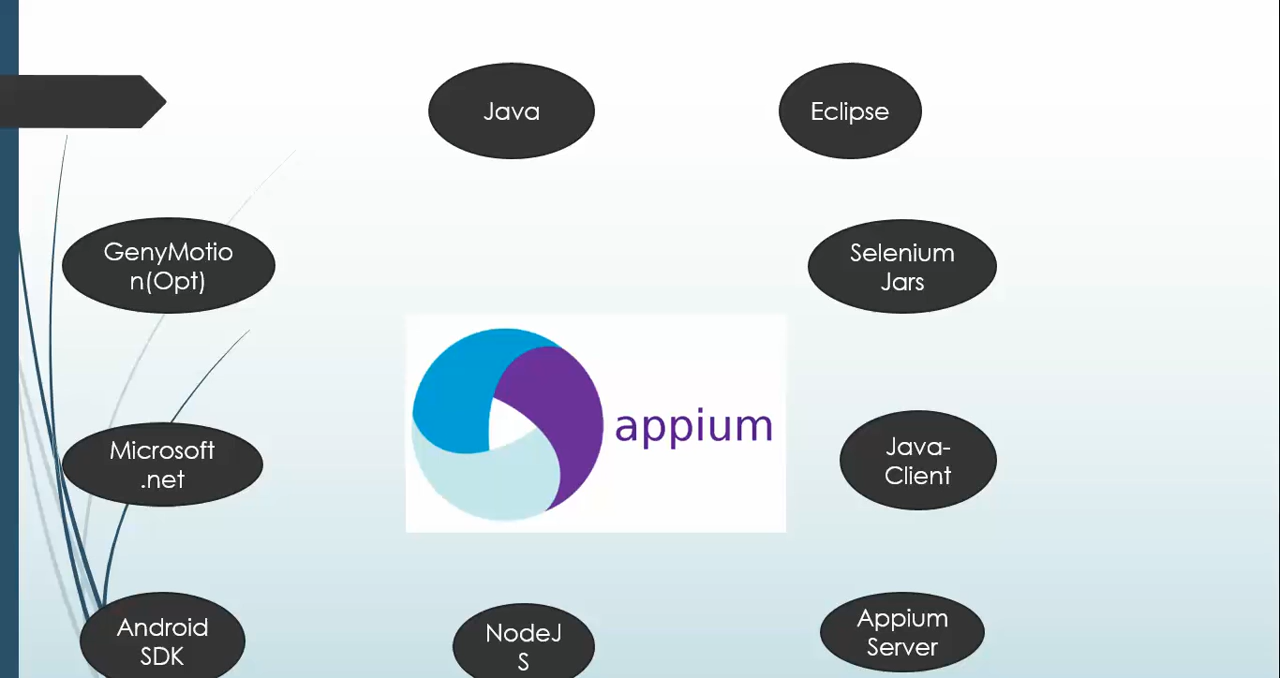 Java
Eclipse
GenyMotio
n(Opt)
Selenium
Jars
appium
Microsoft
.net
Java-
Client
Android
SDK
NodeJ
S
Appium
Server